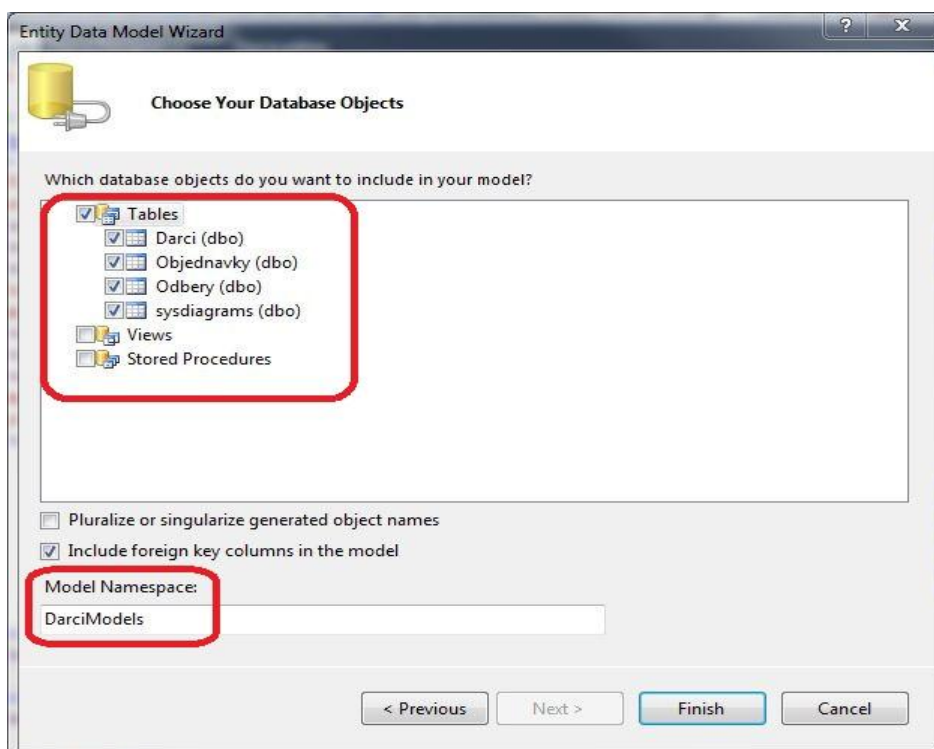 Entity Data Model Wizard
Choose Your Database Objects
Which database objects do you want to include in your model?
Tables
Darci (dbo)
Objednavky (dbo)
Odbery (dbo)
sysdiagrams (dbo)
Views
Stored Procedures
Pluralize or singularize generated object names
Include foreign key columns in the model
Model Namespace:
DarciModels
< Previous Next > Finish Cancel